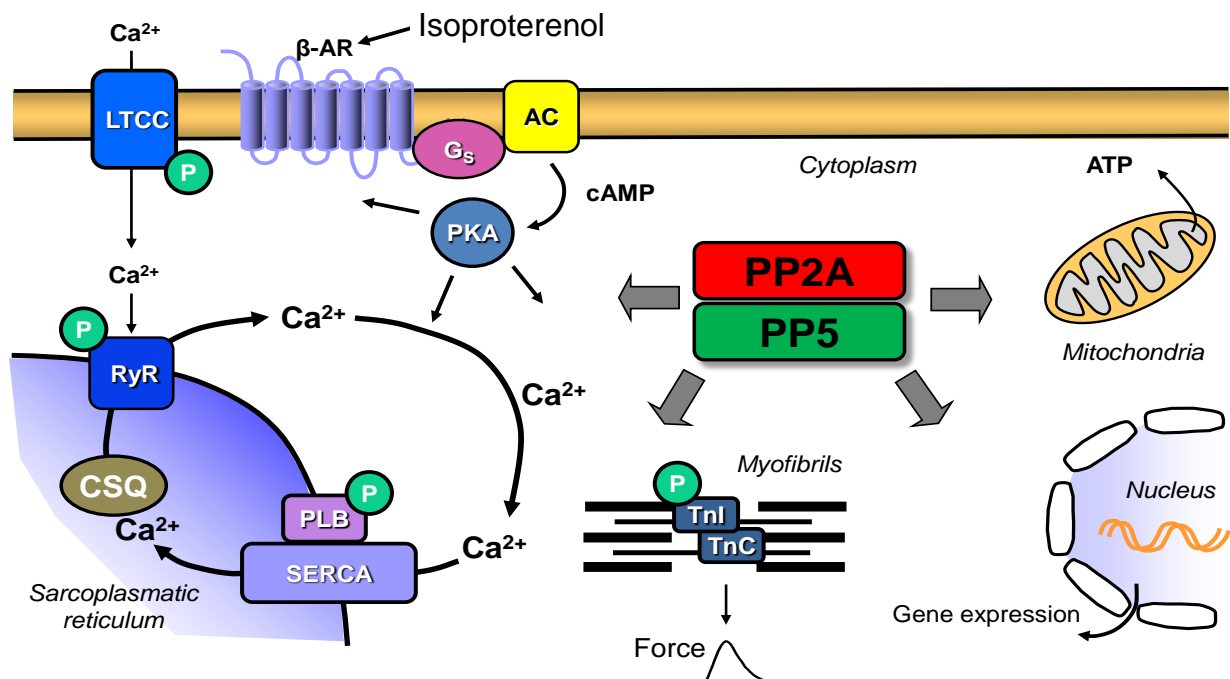 Isoproterenol
Ca²⁺
β-AR
LTCC
AC
Gs
P
Cytoplasm
ATP
cAMP
PKA
PP2A
Ca²⁺
P
Ca²⁺
PP5
Mitochondria
RyR
Ca²⁺
Myofibrils
CSQ
P
P
Nucleus
PLB
TnI
Ca²⁺
TnC
Ca²⁺
SERCA
Sarcoplasmatic
reticulum
Gene expression
Force